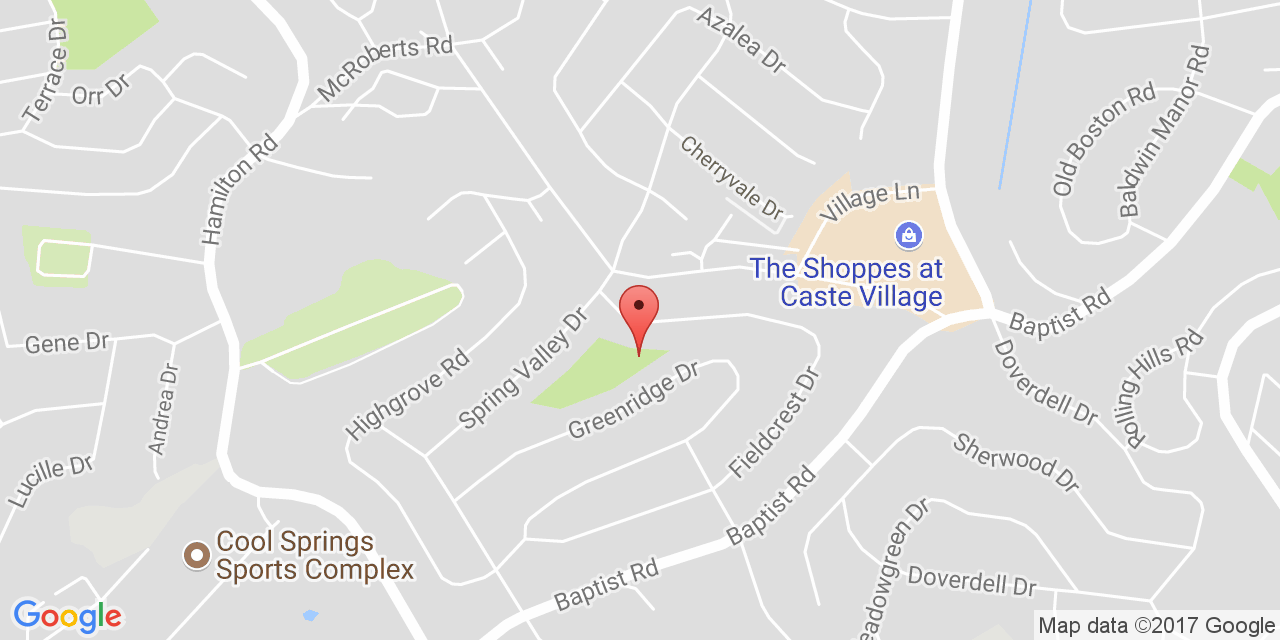 Terrace Dr
Orr Dr
McRoberts Rd
Azalea Dr
Hamilton Rd
Cherryvale Dr
Village Ln
Old Boston Rd
Baldwin Manor Rd
The Shoppes at
Caste Village
Baptist Rd
Gene Dr
Andrea Dr
Lucille Dr
Highgrove Rd
Spring Valley Dr
Greenridge Dr
Fieldcrest Dr
Doverdell Dr
Rolling Hills Rd
Sherwood Dr
Baptist Rd
Cool Springs
Sports Complex
Baptist Rd
eadowgreen Dr
Doverdell Dr
Google
Map data ©2017 Google